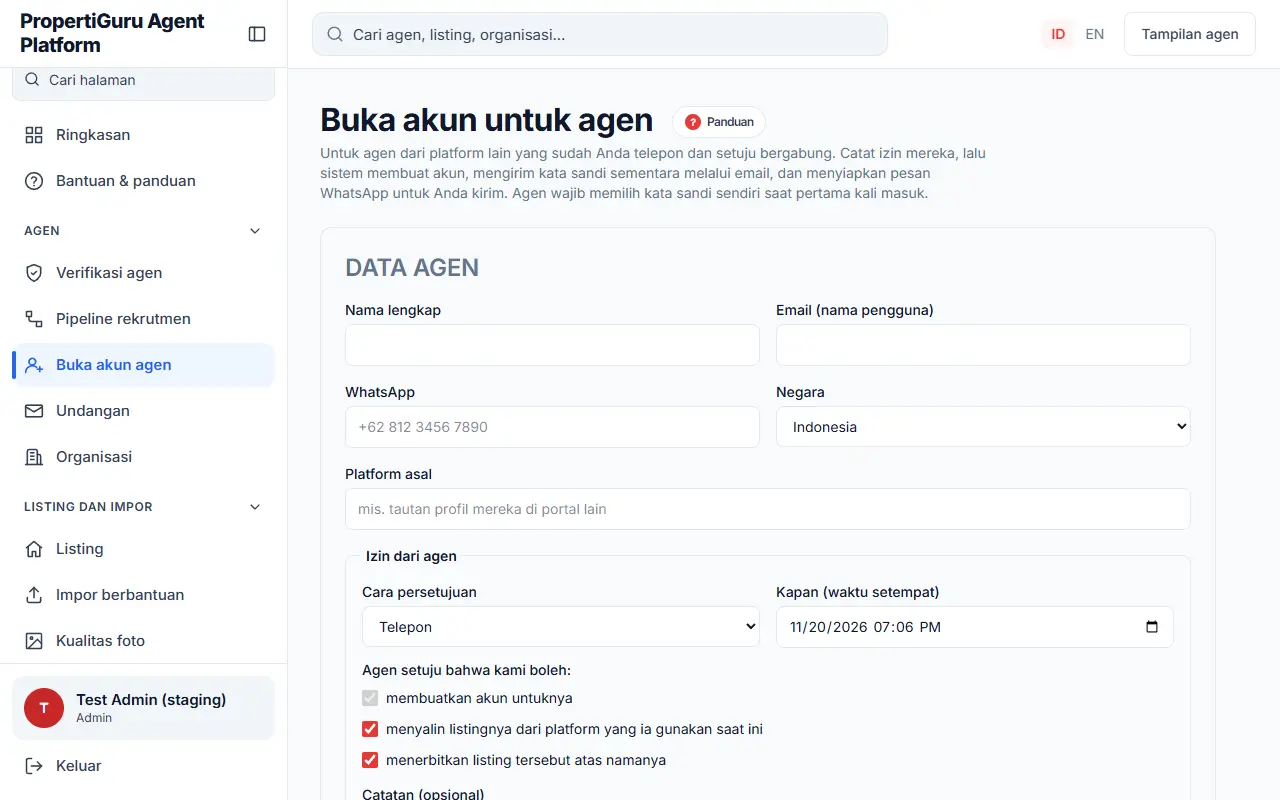 PropertiGuru Agent
Platform
Cari halaman
Ringkasan
Bantuan & panduan
AGEN
Verifikasi agen
Pipeline rekrutmen
Buka akun agen
Undangan
Organisasi
LISTING DAN IMPOR
Listing
Impor berbantuan
Kualitas foto
T
Test Admin (staging)
Admin
Keluar
Cari agen, listing, organisasi...
ID
EN
Tampilan agen
Buka akun untuk agen
? Panduan
Untuk agen dari platform lain yang sudah Anda telepon dan setuju bergabung. Catat izin mereka, lalu
sistem membuat akun, mengirim kata sandi sementara melalui email, dan menyiapkan pesan
WhatsApp untuk Anda kirim. Agen wajib memilih kata sandi sendiri saat pertama kali masuk.
DATA AGEN
Nama lengkap
Email (nama pengguna)
WhatsApp
+62 812 3456 7890
Negara
Indonesia
Platform asal
mis. tautan profil mereka di portal lain
Izin dari agen
Cara persetujuan
Telepon
Kapan (waktu setempat)
11/20/2026 07:06 PM
Agen setuju bahwa kami boleh:
membuatkan akun untuknya
menyalin listingnya dari platform yang ia gunakan saat ini
menerbitkan listing tersebut atas namanya
Catatan (opsional)